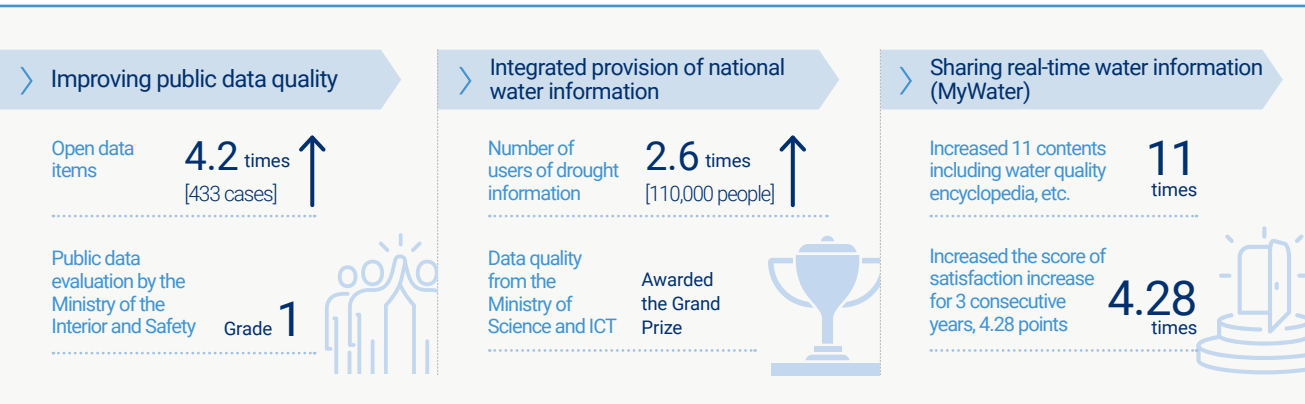 Improving public data quality
Open data
items
4.2 times
[433 cases]
Public data
evaluation by the
Ministry of the
Interior and Safety
Grade 1
Integrated provision of national
water information
Number of
users of drought
information
2.6 times
[110,000 people]
Data quality
from the
Ministry of
Science and ICT
Awarded
the Grand
Prize
Sharing real-time water information
(MyWater)
Increased 11 contents
including water quality
encyclopedia, etc.
11
times
Increased the score of
satisfaction increase
for 3 consecutive
years, 4.28 points
4.28
times